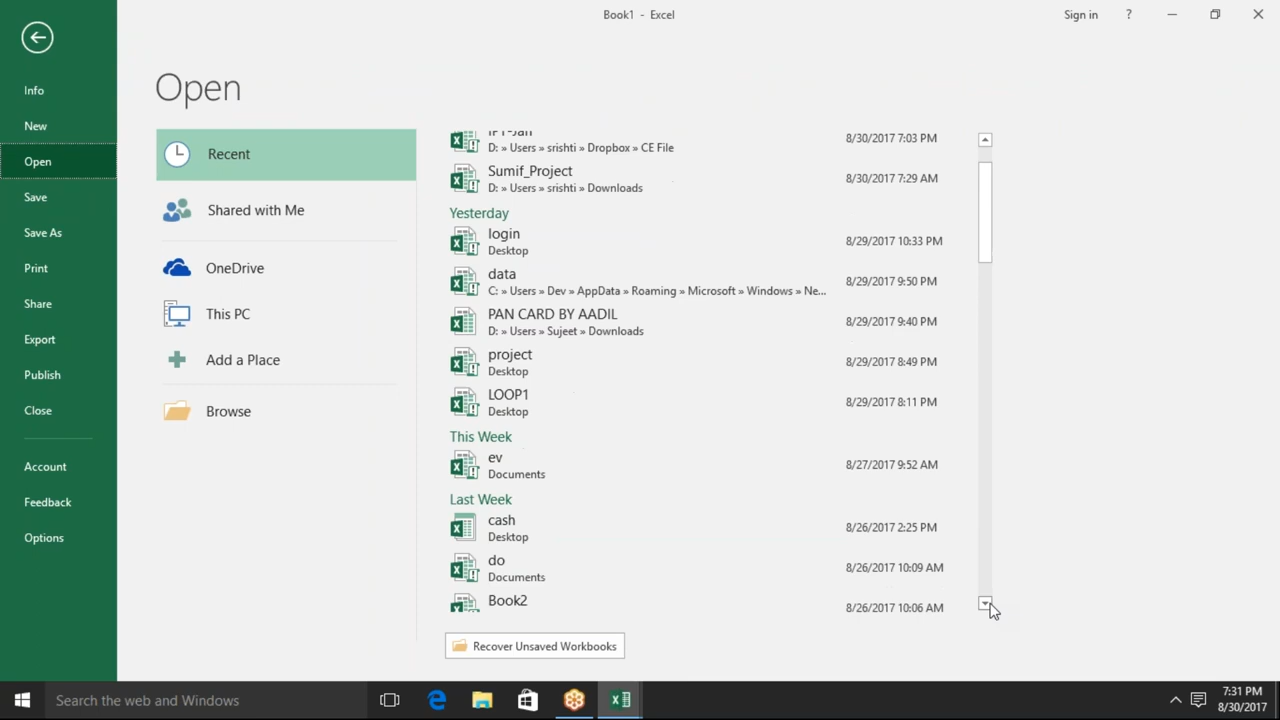 Book1 - Excel
Sign in
?
Info
New
Open
Save
Save As
Print
Share
Export
Publish
Close
Account
Feedback
Options
Open
Recent
Shared with Me
OneDrive
This PC
Add a Place
Browse
8/30/2017 7:03 PM
D: » Users » srishti » Dropbox » CE File
Sumif_Project
8/30/2017 7:29 AM
D: » Users » srishti » Downloads
Yesterday
login
8/29/2017 10:33 PM
Desktop
data
8/29/2017 9:50 PM
C: » Users » Dev » AppData » Roaming » Microsoft » Windows » Ne...
PAN CARD BY AADIL
8/29/2017 9:40 PM
D: » Users » Sujeet » Downloads
project
8/29/2017 8:49 PM
Desktop
LOOP1
8/29/2017 8:11 PM
Desktop
This Week
ev
8/27/2017 9:52 AM
Documents
Last Week
cash
8/26/2017 2:25 PM
Desktop
do
8/26/2017 10:09 AM
Documents
Book2
8/26/2017 10:06 AM
Recover Unsaved Workbooks
Search the web and Windows
7:31 PM
8/30/2017